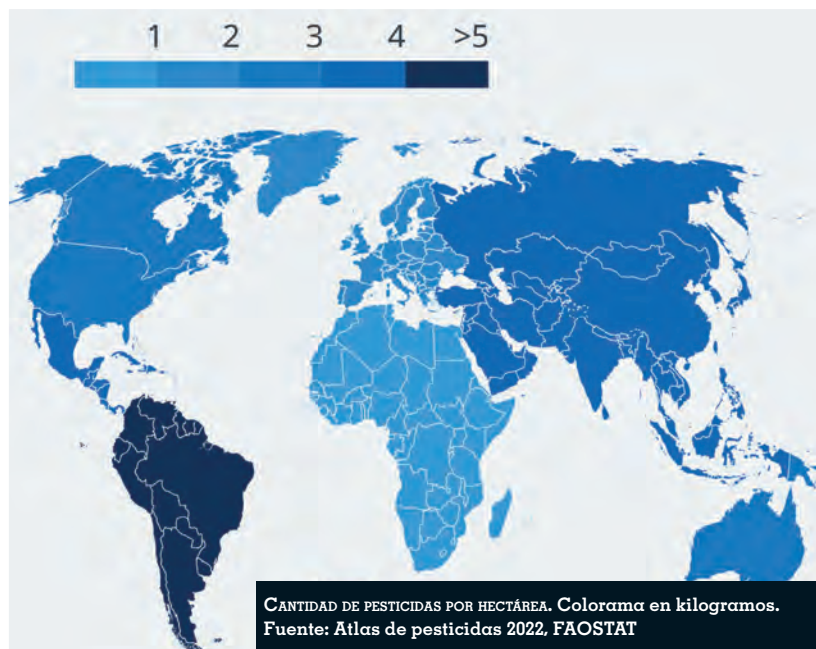 1 2 3 4 >5
CANTIDAD DE PESTICIDAS POR HECTÁREA. Colorama en kilogramos.
Fuente: Atlas de pesticidas 2022, FAOSTAT